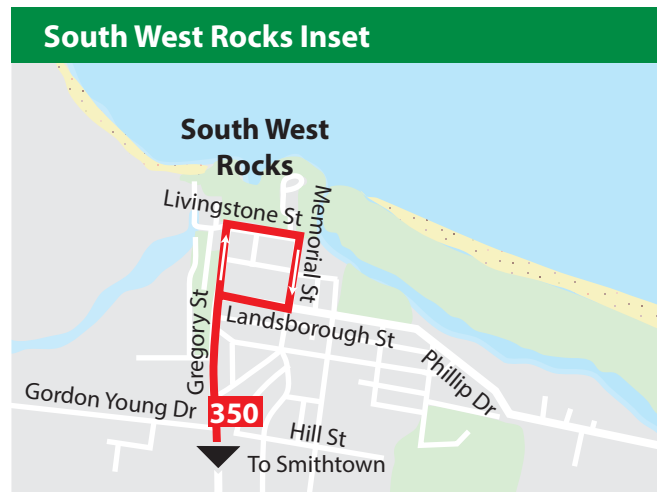 South West Rocks Inset
South West
Rocks
Livingstone St
Memorial St
Gregory St
Landsborough St
Phillip Dr
Gordon Young Dr
350
Hill St
To Smithtown